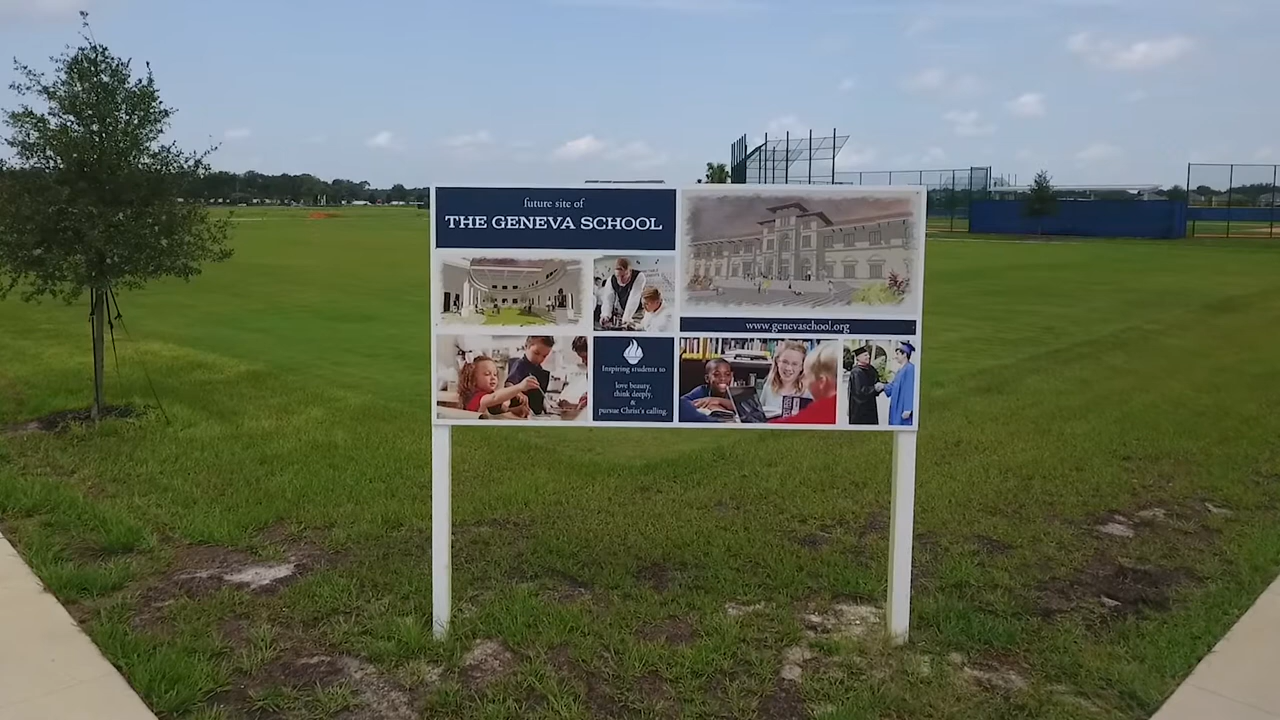 future site of
THE GENEVA SCHOOL
www.genevaschool.org
Inspiring students to
love beauty,
think deeply,
&
pursue Christ's calling.